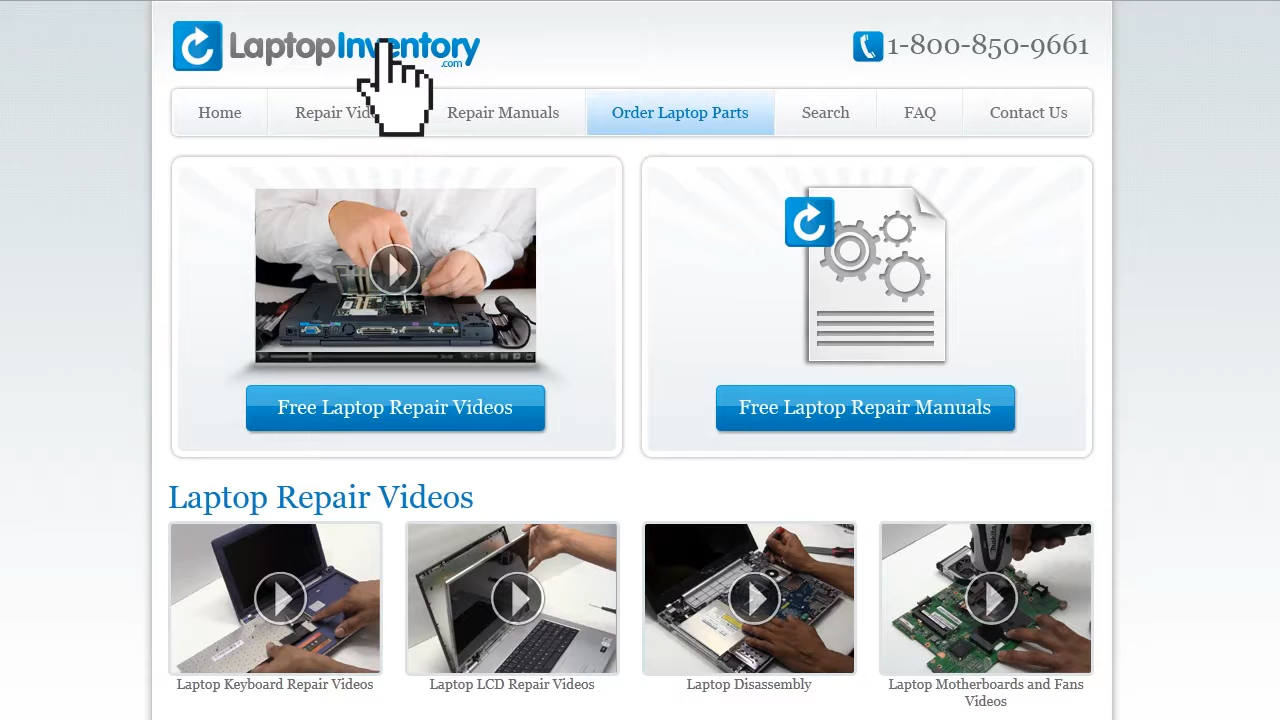 LaptopInventory
.com
1-800-850-9661
Home
Repair Vid
Repair Manuals
Order Laptop Parts
Search
FAQ
Contact Us
Free Laptop Repair Videos
Free Laptop Repair Manuals
Laptop Repair Videos
Laptop Keyboard Repair Videos
Laptop LCD Repair Videos
Laptop Disassembly
Laptop Motherboards and Fans
Videos